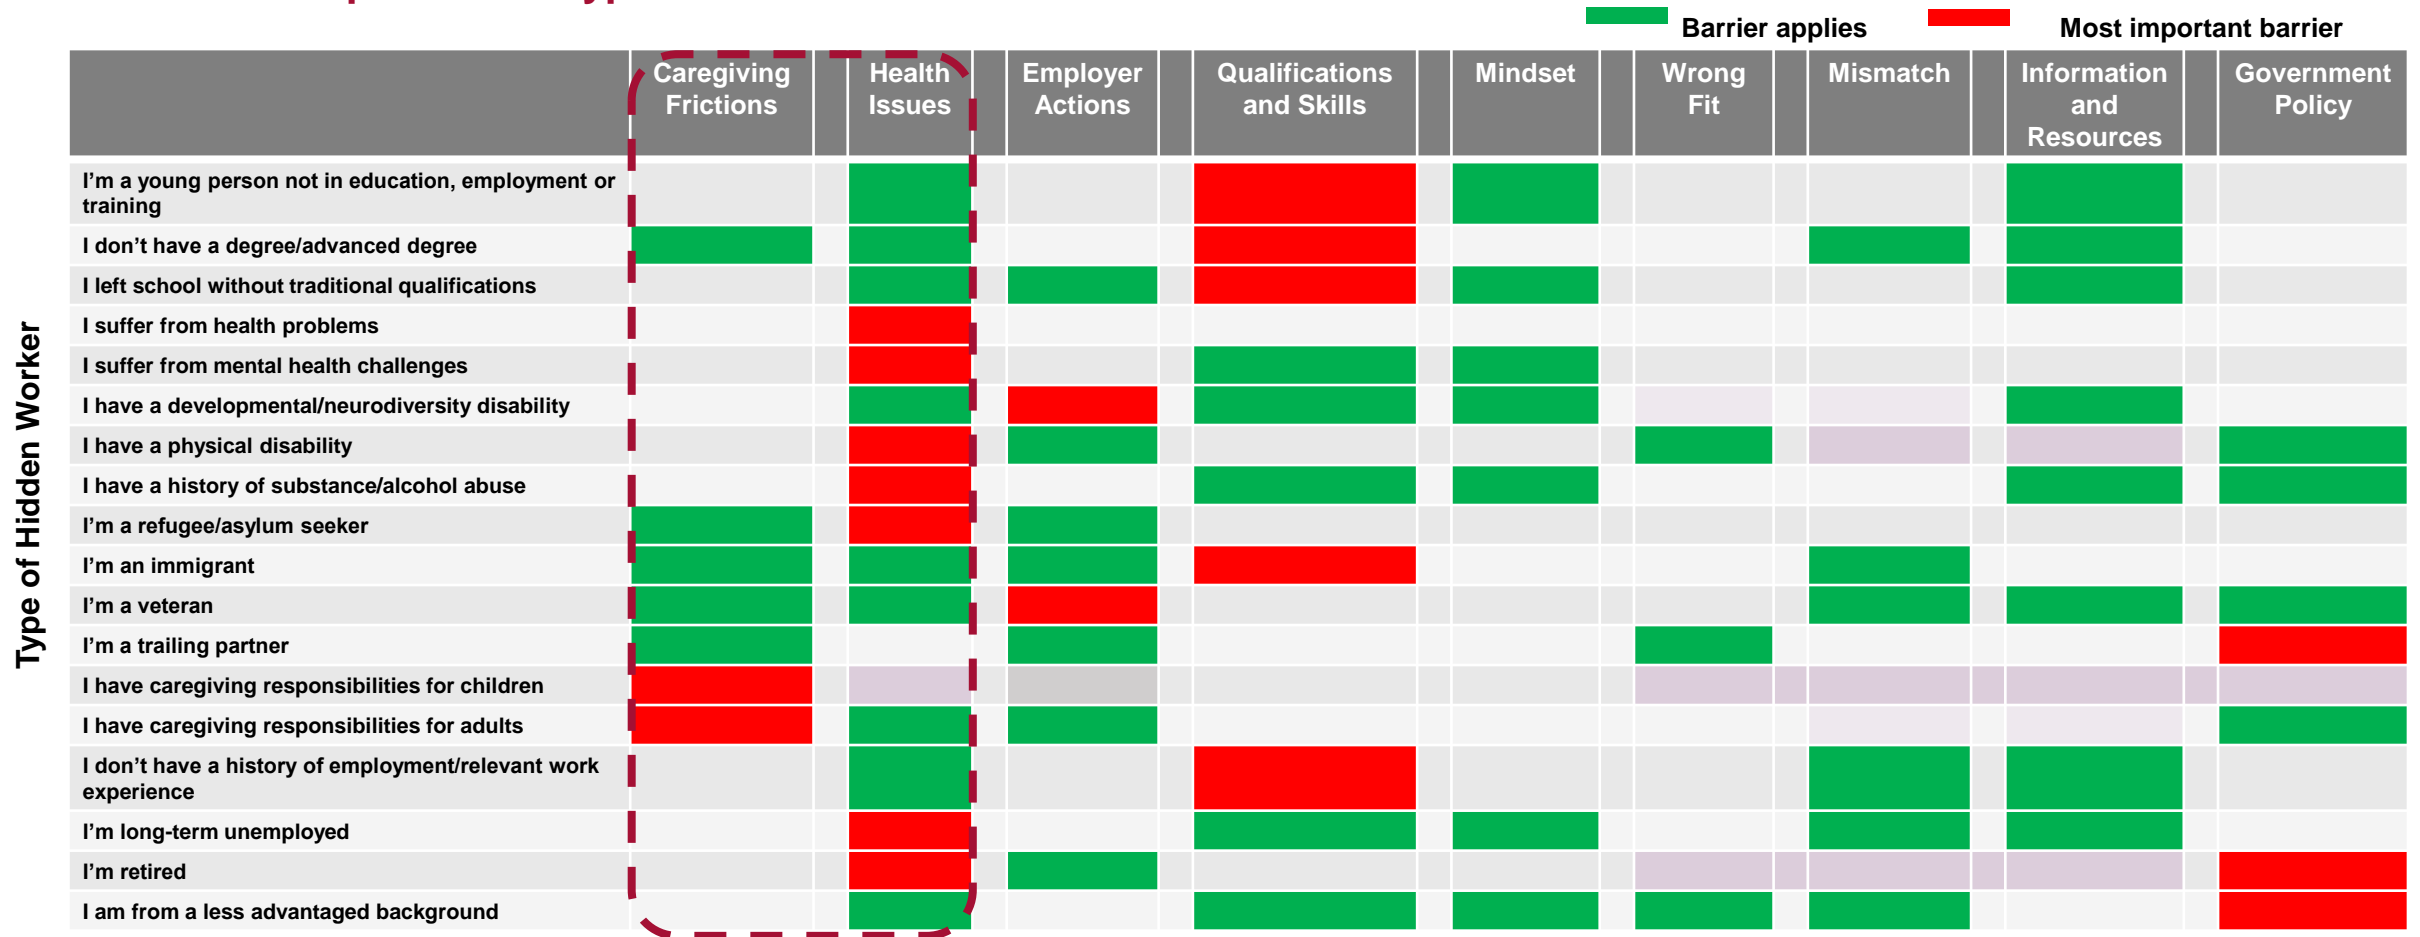 Barrier applies
Most important barrier
Caregiving
Frictions
Health
Issues
Employer
Actions
Qualifications
and Skills
Mindset
Wrong
Fit
Mismatch
Information
and
Resources
Government
Policy
Type of Hidden Worker
I’m a young person not in education, employment or
training
I don’t have a degree/advanced degree
I left school without traditional qualifications
I suffer from health problems
I suffer from mental health challenges
I have a developmental/neurodiversity disability
I have a physical disability
I have a history of substance/alcohol abuse
I’m a refugee/asylum seeker
I’m an immigrant
I’m a veteran
I’m a trailing partner
I have caregiving responsibilities for children
I have caregiving responsibilities for adults
I don’t have a history of employment/relevant work
experience
I’m long-term unemployed
I’m retired
I am from a less advantaged background